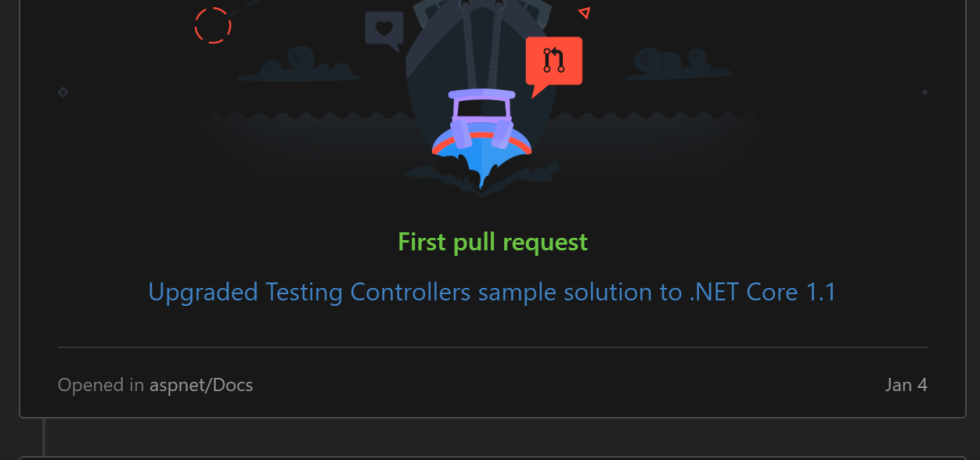 First pull request
Upgraded Testing Controllers sample solution to .NET Core 1.1
Opened in aspnet/Docs
Jan 4